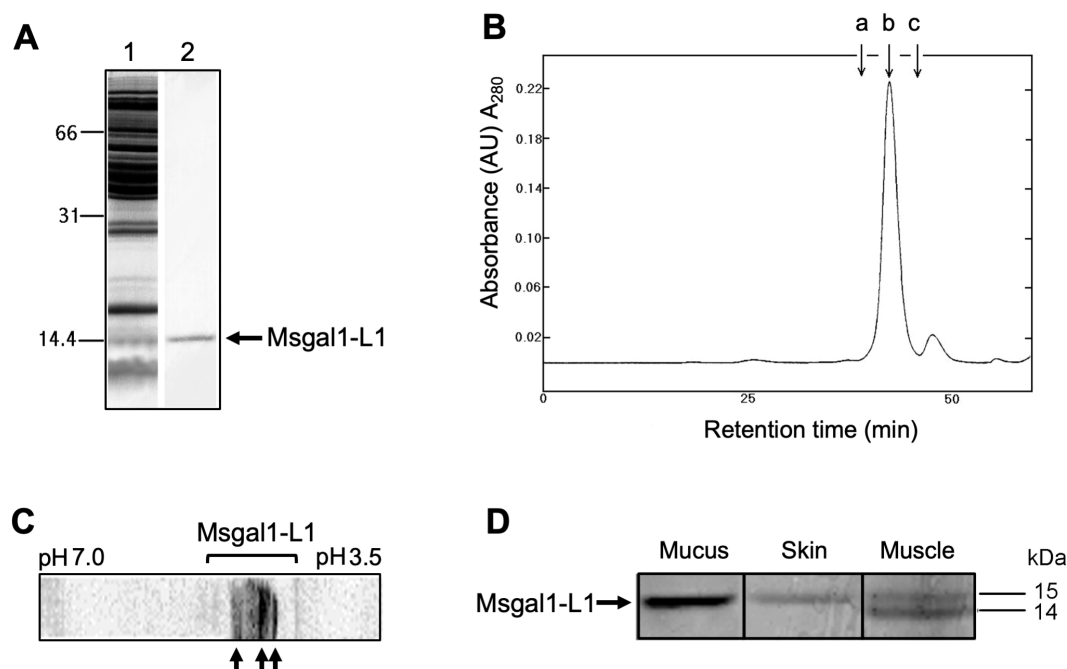 A
1 2
66
31
14.4
Msgal1-L1
B
a b c
Absorbance (AU) A280
0.22
0.18
0.14
0.10
0.06
0.02
0 25 50
Retention time (min)
C
Msgal1-L1
pH 7.0 pH 3.5
D
Mucus Skin Muscle kDa
Msgal1-L1
15
14